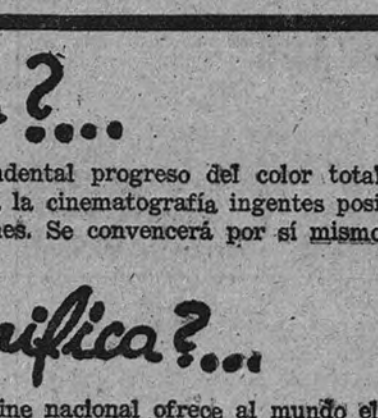 ?...
dental progreso del color total
la cinematografía ingentes posi
es. Se convencerá por sí mismo
nifica?...
ine nacional ofrece al mundo el